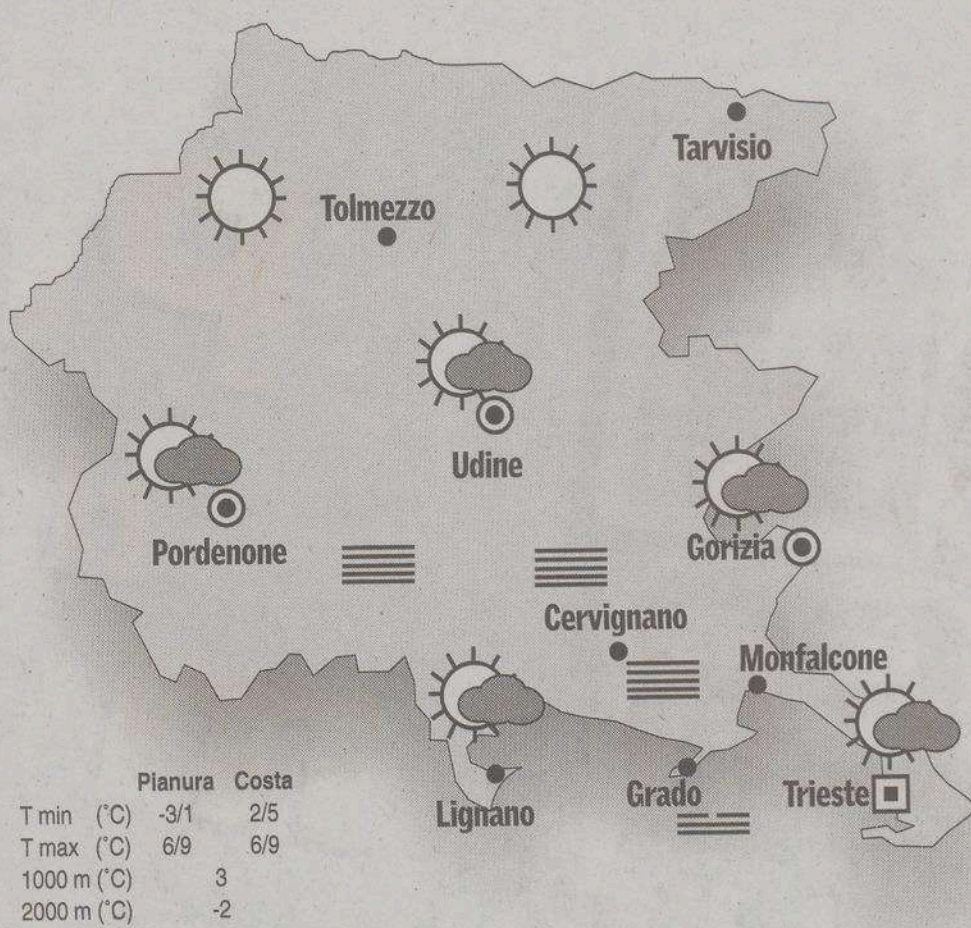 Tarvisio
Tolmezzo
Udine
Pordenone
Gorizia
Cervignano
Monfalcone
Lignano
Grado
Trieste
Pianura Costa
T min (°C) -3/1 2/5
T max (°C) 6/9 6/9
1000 m (°C) 3
2000 m (°C) -2